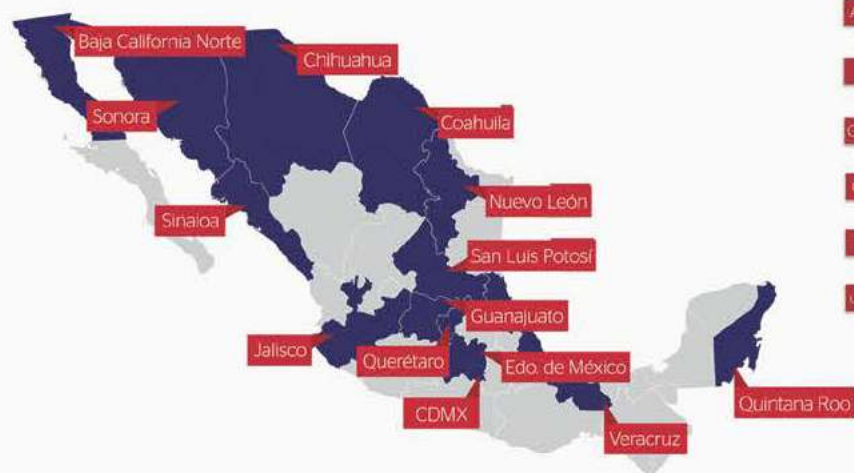 Baja California Norte
Chihuahua
Sonora
Coahuila
Nuevo León
Sinaloa
San Luis Potosí
Guanajuato
Jalisco
Querétaro
Edo. de México
CDMX
Quintana Roo
Veracruz